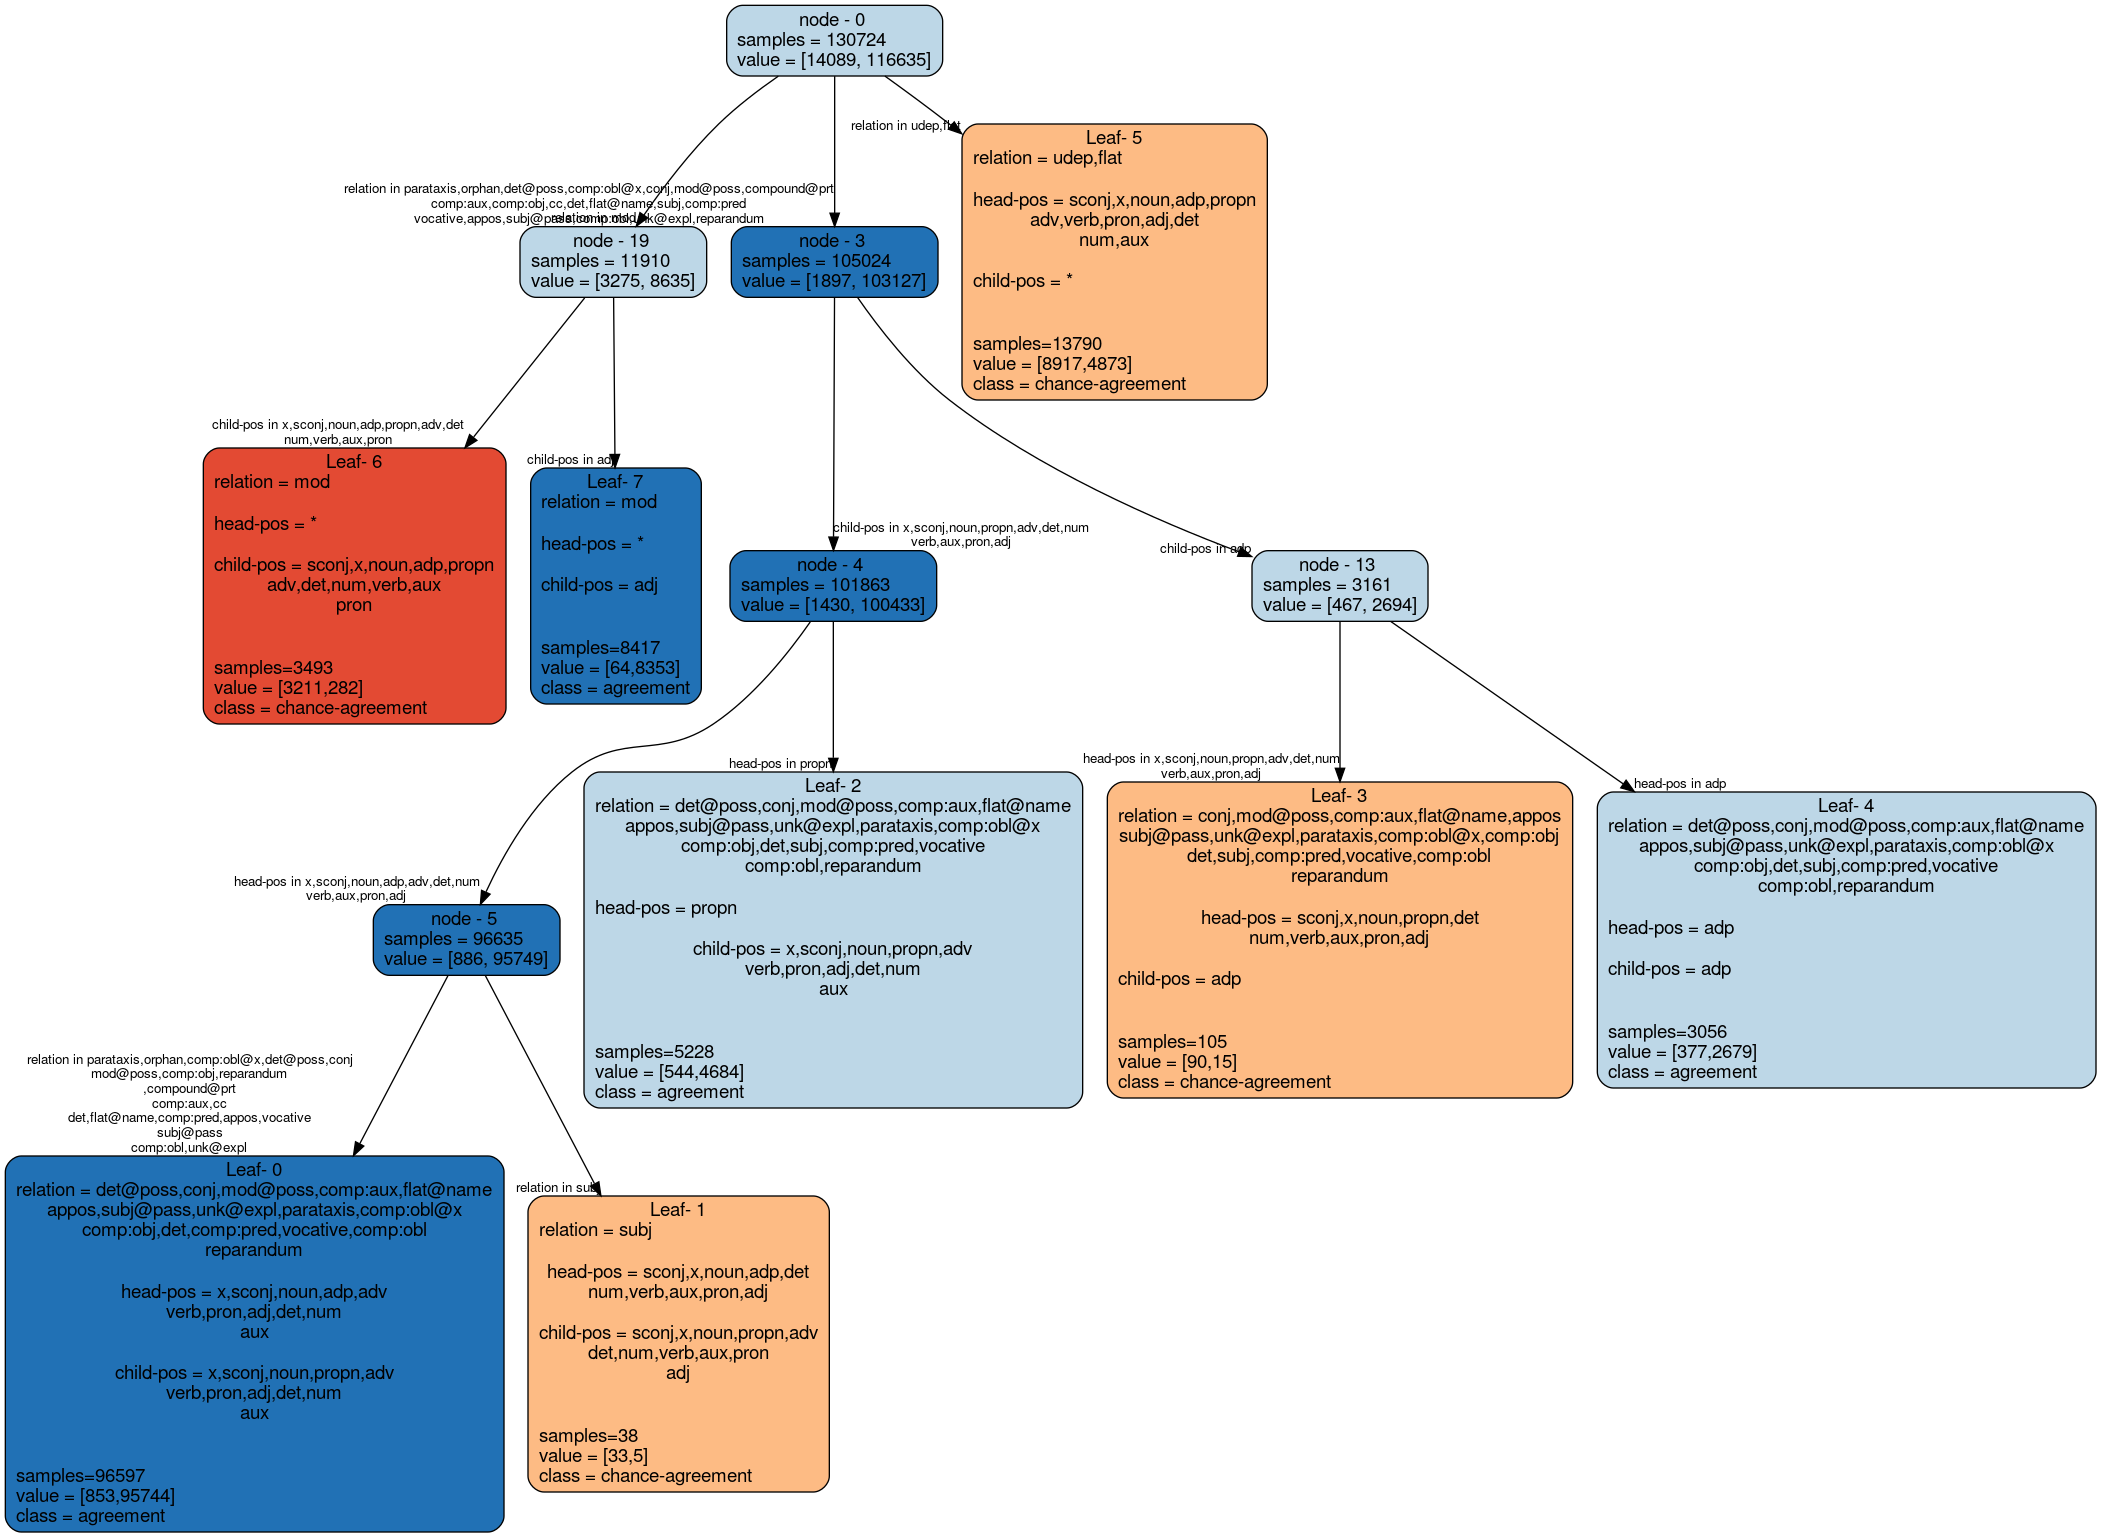 node - 0
samples = 130724
value = [14089, 116635]
relation in udep,flat
Leaf- 5
relation = udep,flat
head-pos = sconj,x,noun,adp,propn
adv,verb,pron,adj,det
num,aux
child-pos = *
samples=13790
value = [8917,4873]
class = chance-agreement
relation in parataxis,orphan,det@poss,comp:obl@x,conj,mod@poss,compound@prt
comp:aux,comp:obj,cc,det,flat@name,subj,comp:pred
vocative,appos,subj@pass,comp:obl,unk@expl,reparandum
relation in mod
node - 19
samples = 11910
value = [3275, 8635]
node - 3
samples = 105024
value = [1897, 103127]
child-pos in x,sconj,noun,adp,propn,adv,det
num,verb,aux,pron
Leaf- 6
relation = mod
head-pos = *
child-pos = sconj,x,noun,adp,propn
adv,det,num,verb,aux
pron
samples=3493
value = [3211,282]
class = chance-agreement
child-pos in adj
Leaf- 7
relation = mod
head-pos = *
child-pos = adj
samples=8417
value = [64,8353]
class = agreement
child-pos in x,sconj,noun,propn,adv,det,num
verb,aux,pron,adj
node - 4
samples = 101863
value = [1430, 100433]
child-pos in adp
node - 13
samples = 3161
value = [467, 2694]
head-pos in x,sconj,noun,adp,adv,det,num
verb,aux,pron,adj
node - 5
samples = 96635
value = [886, 95749]
head-pos in propn
Leaf- 2
relation = det@poss,conj,mod@poss,comp:aux,flat@name
appos,subj@pass,unk@expl,parataxis,comp:obl@x
comp:obj,det,subj,comp:pred,vocative
comp:obl,reparandum
head-pos = propn
child-pos = x,sconj,noun,propn,adv
verb,pron,adj,det,num
aux
samples=5228
value = [544,4684]
class = agreement
head-pos in x,sconj,noun,propn,adv,det,num
verb,aux,pron,adj
Leaf- 3
relation = conj,mod@poss,comp:aux,flat@name,appos
subj@pass,unk@expl,parataxis,comp:obl@x,comp:obj
det,subj,comp:pred,vocative,comp:obl
reparandum
head-pos = sconj,x,noun,propn,det
num,verb,aux,pron,adj
child-pos = adp
samples=105
value = [90,15]
class = chance-agreement
head-pos in adp
Leaf- 4
relation = det@poss,conj,mod@poss,comp:aux,flat@name
appos,subj@pass,unk@expl,parataxis,comp:obl@x
comp:obj,det,subj,comp:pred,vocative
comp:obl,reparandum
head-pos = adp
child-pos = adp
samples=3056
value = [377,2679]
class = agreement
relation in parataxis,orphan,comp:obl@x,det@poss,conj
mod@poss,comp:obj,reparandum
,compound@prt
comp:aux,cc
det,flat@name,comp:pred,appos,vocative
subj@pass
comp:obl,unk@expl
Leaf- 0
relation = det@poss,conj,mod@poss,comp:aux,flat@name
appos,subj@pass,unk@expl,parataxis,comp:obl@x
comp:obj,det,comp:pred,vocative,comp:obl
reparandum
head-pos = x,sconj,noun,adp,adv
verb,pron,adj,det,num
aux
child-pos = x,sconj,noun,propn,adv
verb,pron,adj,det,num
aux
samples=96597
value = [853,95744]
class = agreement
relation in subj
Leaf- 1
relation = subj
head-pos = sconj,x,noun,adp,det
num,verb,aux,pron,adj
child-pos = sconj,x,noun,propn,adv
det,num,verb,aux,pron
adj
samples=38
value = [33,5]
class = chance-agreement